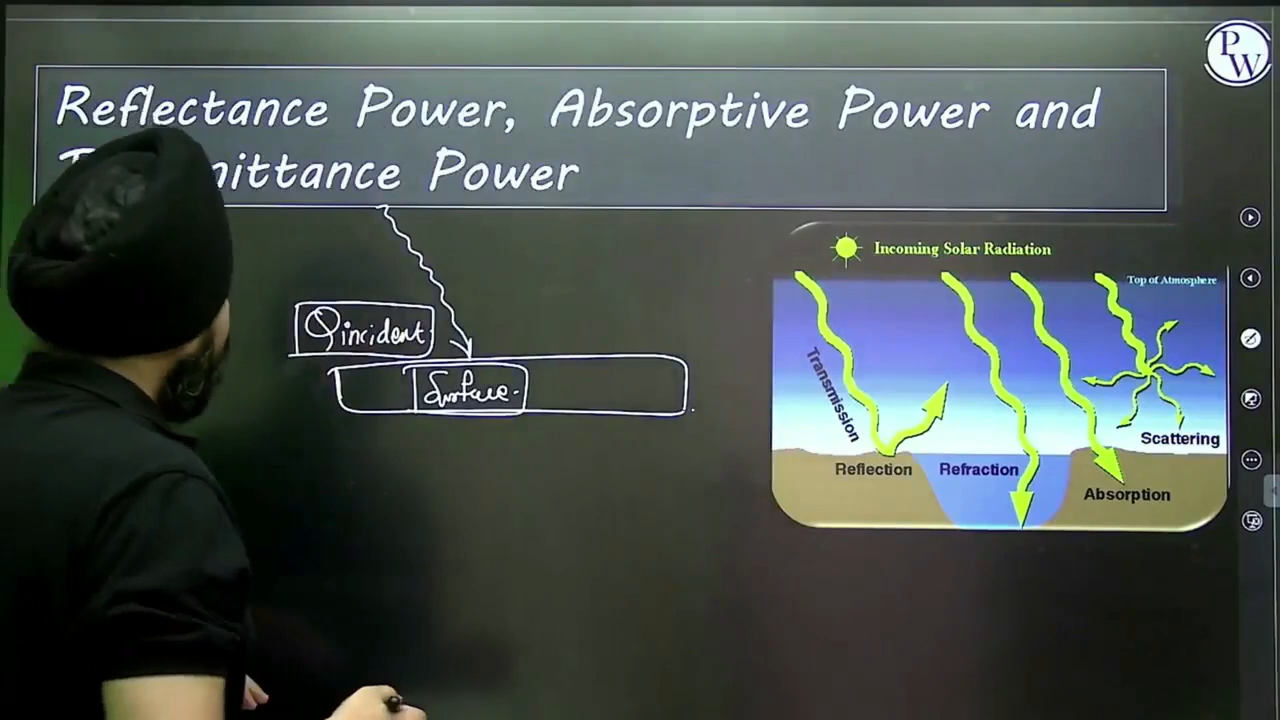 PW
Reflectance Power, Absorptive Power and
mittance Power
Incoming Solar Radiation
Top of Atmosphere
Qincident
Surface.
Transmission
Scattering
Reflection
Refraction
Absorption